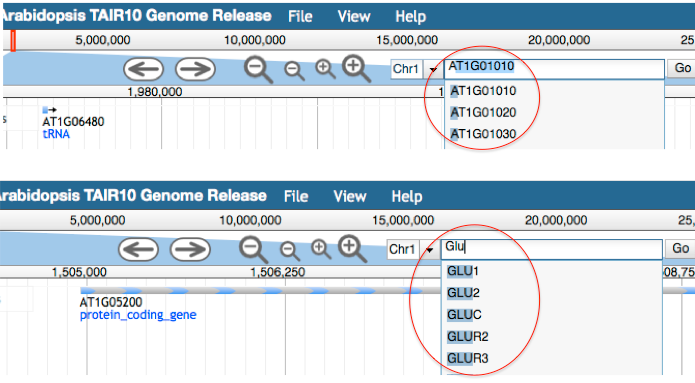 Arabidopsis TAIR10 Genome Release File View Help
5,000,000 10,000,000 15,000,000 20,000,000 25
Chr1 AT1G01010 Go
1,980,000 1
AT1G01010
s AT1G06480 AT1G01020
tRNA AT1G01030
rabidopsis TAIR10 Genome Release File View Help
5,000,000 10,000,000 15,000,000 20,000,000 25,
Chr1 Glu Go
1,505,000 1,506,250 GLU1 08,75
AT1G05200 GLU2
protein_coding_gene GLUC
GLUR2
GLUR3